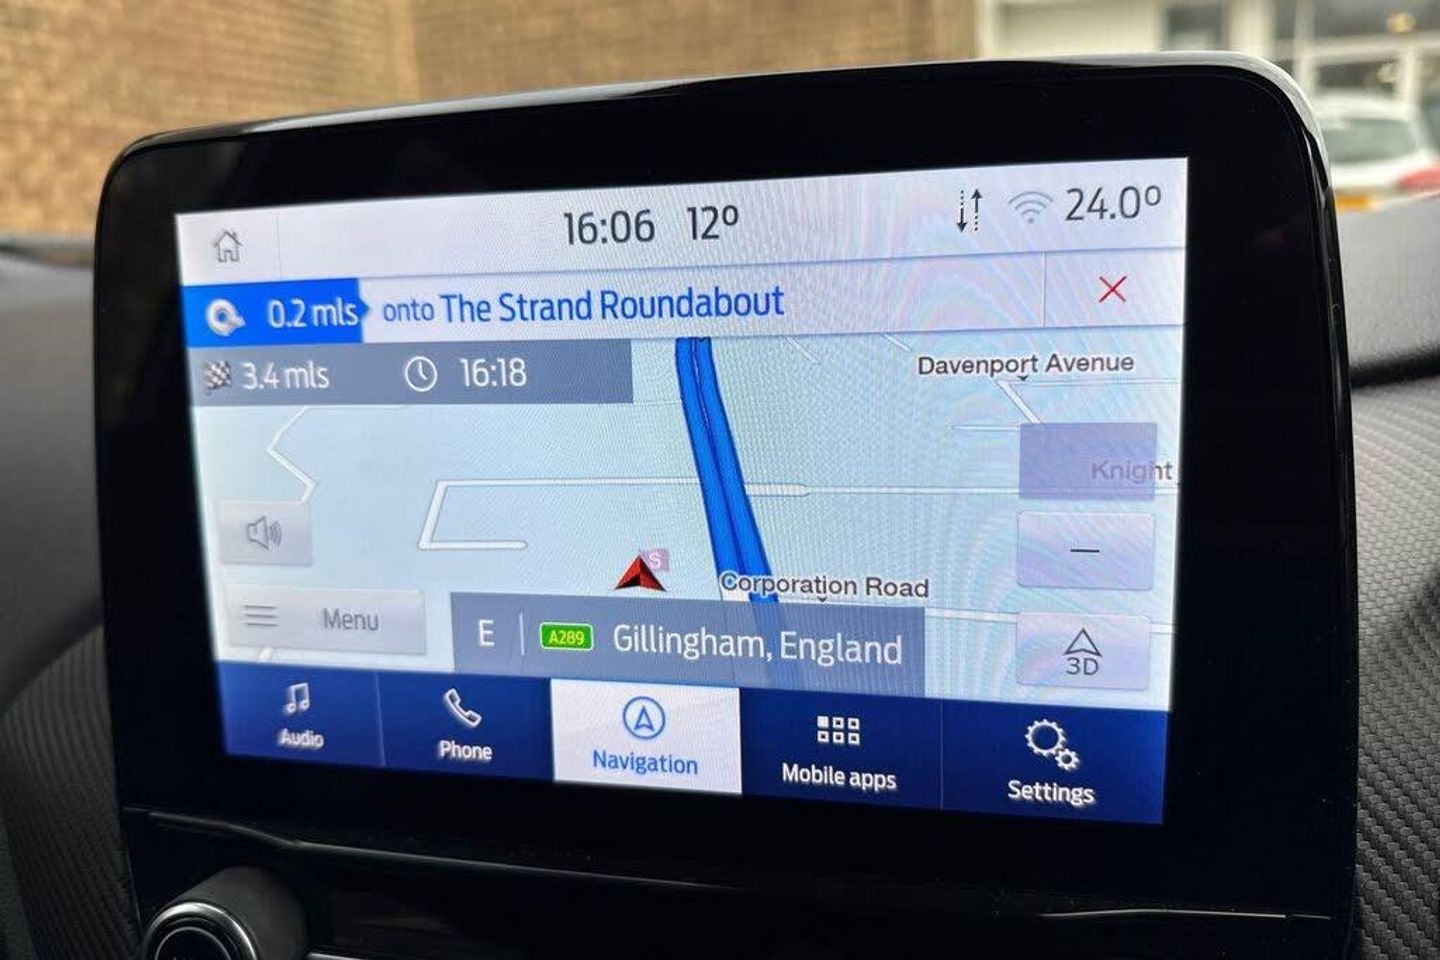 16:06 12° 24.0°
0.2 mls onto The Strand Roundabout
3.4 mls 16:18
Davenport Avenue
Knight
S
Corporation Road
Menu
E A289 Gillingham, England
3D
Audio Phone Navigation Mobile apps Settings